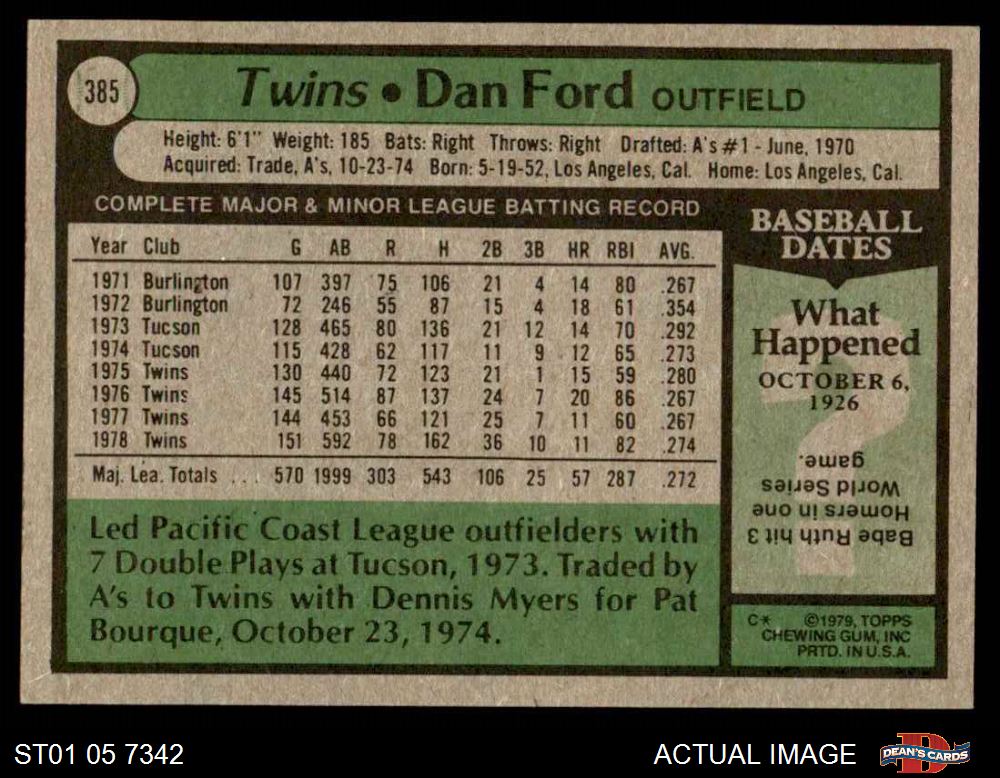 385
Twins • Dan Ford OUTFIELD
Height: 6'1" Weight: 185 Bats: Right Throws: Right Drafted: A's #1 - June, 1970
Acquired: Trade, A's, 10-23-74 Born: 5-19-52, Los Angeles, Cal. Home: Los Angeles, Cal.
COMPLETE MAJOR & MINOR LEAGUE BATTING RECORD
Year Club G AB R H 2B 3B HR RBI AVG.
1971 Burlington 107 397 75 106 21 4 14 80 .267
1972 Burlington 72 246 55 87 15 4 18 61 .354
1973 Tucson 128 465 80 136 21 12 14 70 .292
1974 Tucson 115 428 62 117 11 9 12 65 .273
1975 Twins 130 440 72 123 21 1 15 59 .280
1976 Twins 145 514 87 137 24 7 20 86 .267
1977 Twins 144 453 66 121 25 7 11 60 .267
1978 Twins 151 592 78 162 36 10 11 82 .274
Maj. Lea. Totals ... 570 1999 303 543 106 25 57 287 .272
Led Pacific Coast League outfielders with
7 Double Plays at Tucson, 1973. Traded by
A's to Twins with Dennis Myers for Pat
Bourque, October 23, 1974.
BASEBALL
DATES
What
Happened
OCTOBER 6,
1926
Babe Ruth hit 3
Homers in one
World Series
game.
C* ©1979, TOPPS
CHEWING GUM, INC
PRTD. IN U.S.A.
ST01 05 7342
ACTUAL IMAGE
DEAN'S CARDS